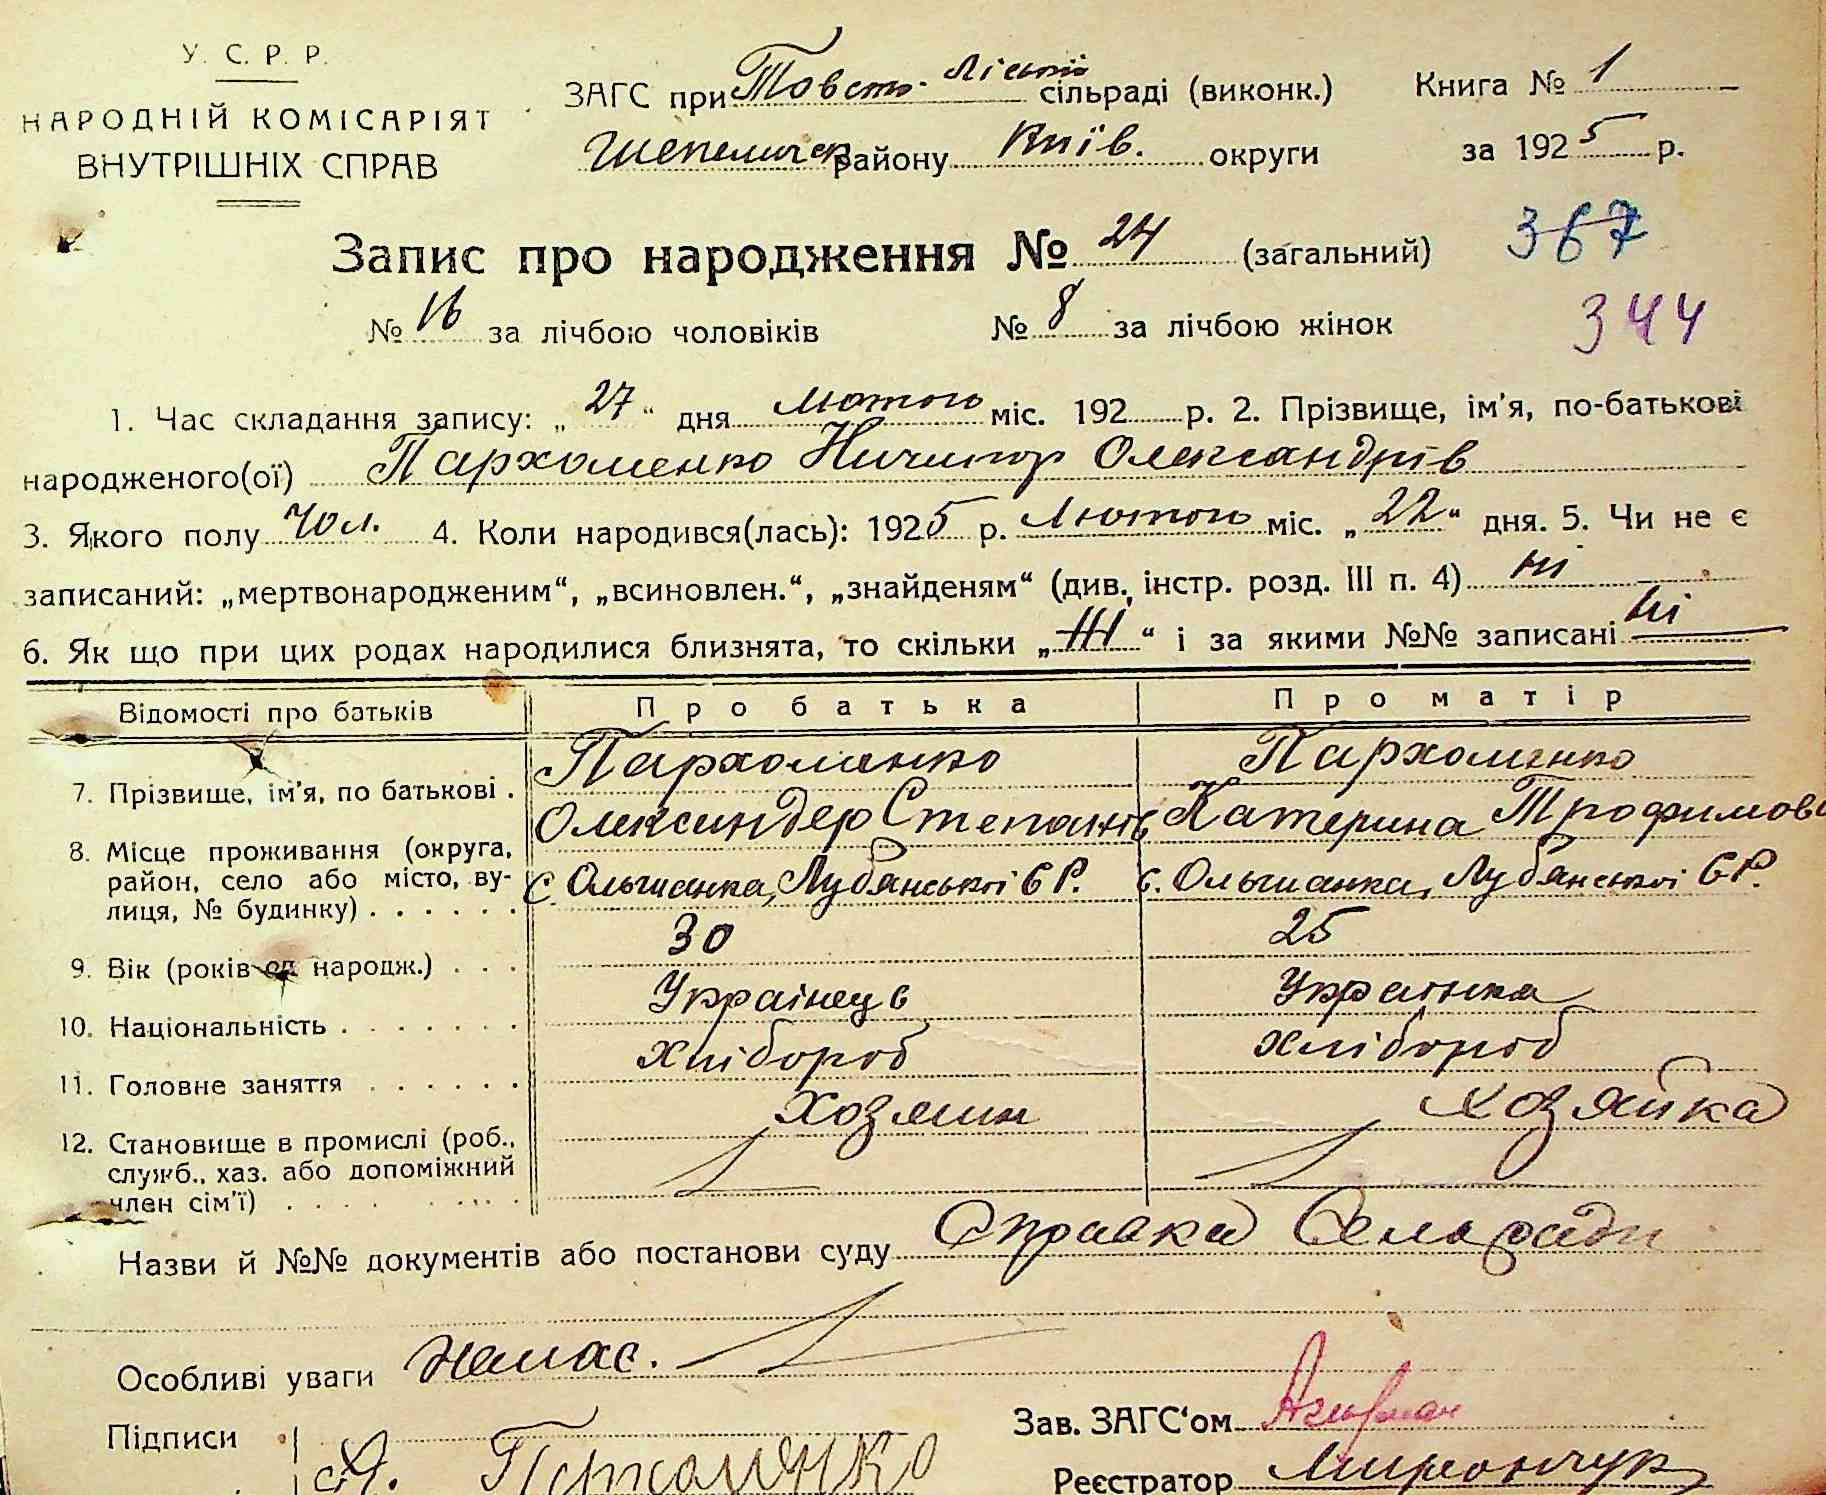 У. С. Р. Р.
НАРОДНІЙ КОМІСАРІЯТ
ВНУТРІШНІХ СПРАВ
ЗАГС при Товсто-Ліській сільраді (виконк.)
Шепелицьк району Київ. округи
Книга № 1
за 1925 р.
Запис про народження № 24 (загальний)
367
№ 16 за лічбою чоловіків № 8 за лічбою жінок
344
1. Час складання запису: „27“ дня лютого міс. 192 р. 2. Прізвище, ім'я, по-батькові
народженого(ої) Пархоменко Ничипор Олександрів
3. Якого полу чол. 4. Коли народився(лась): 1925 р. Лютого міс. „22“ дня. 5. Чи не є
записаний: „мертвонародженим“, „всиновлен.“, „знайденям“ (див. інстр. розд. III п. 4) ні
6. Як що при цих родах народилися близнята, то скільки „ “ і за якими №№ записані ні
Відомості про батьків Про батька Про матір
7. Прізвище, ім'я, по батькові . Пархоменко Олександер Степанів Пархоменко Катерина Трофимов
8. Місце проживання (округа, район, село або місто, вулиця, № будинку) . . . . . . с. Ольшанка, Лубянської СР. с. Ольшанка, Лубянської СР.
9. Вік (років од народж.) . . . 30 25
10. Національність . . . . . . . Українець Українка
11. Головне заняття . . . . . . Хлібороб Хлібороб
12. Становище в промислі (роб., служб., хаз. або допоміжний член сім'ї) . . . . . . . Хозяин Хозяйка
Назви й №№ документів або постанови суду Справка Сельради
Особливі уваги Немає.
Підписи
Зав. ЗАГС'ом
Реєстратор Мирончук